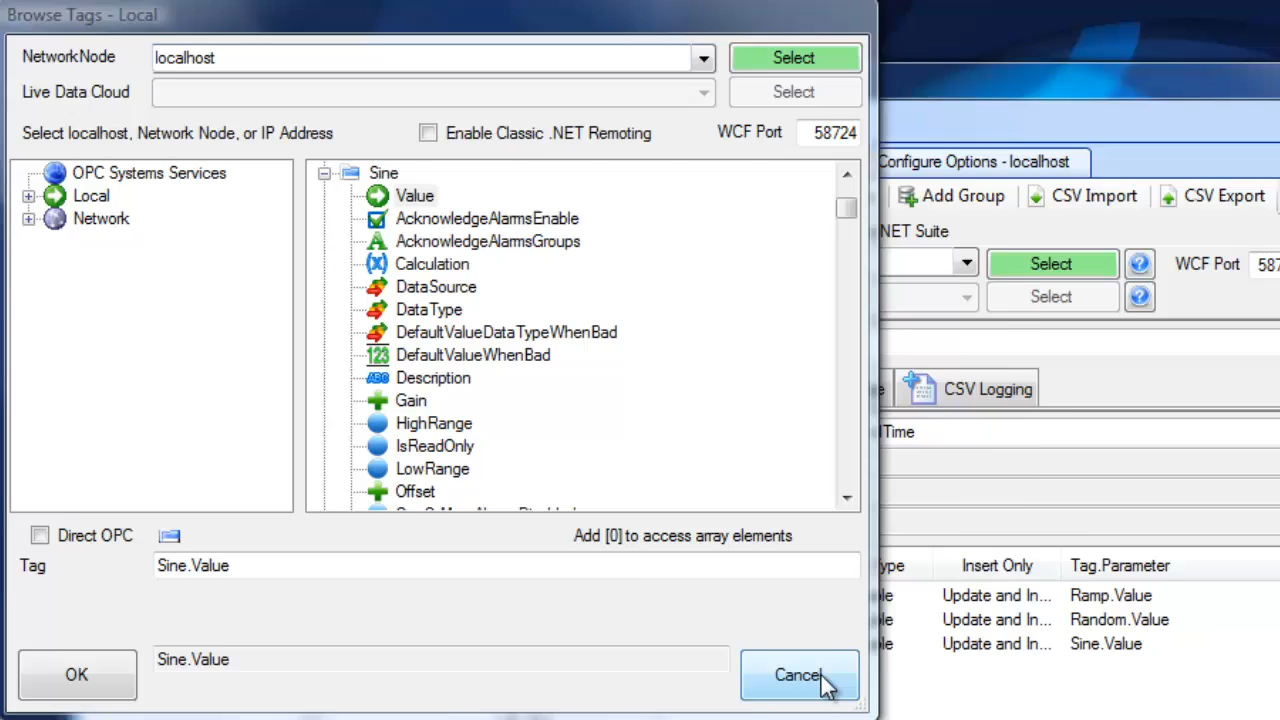 Browse Tags - Local
NetworkNode
localhost
Select
Live Data Cloud
Select
Select localhost, Network Node, or IP Address
Enable Classic .NET Remoting
WCF Port
58724
OPC Systems Services
Local
Network
Sine
Value
AcknowledgeAlarmsEnable
AcknowledgeAlarmsGroups
Calculation
DataSource
DataType
DefaultValueDataTypeWhenBad
DefaultValueWhenBad
Description
Gain
HighRange
IsReadOnly
LowRange
Offset
Direct OPC
Add [0] to access array elements
Tag
Sine.Value
OK
Sine.Value
Cancel
Configure Options - localhost
Add Group
CSV Import
CSV Export
NET Suite
Select
WCF Port
587
Select
CSV Logging
Time
Insert Only
Tag.Parameter
Update and In...
Ramp.Value
Update and In...
Random.Value
Update and In...
Sine.Value